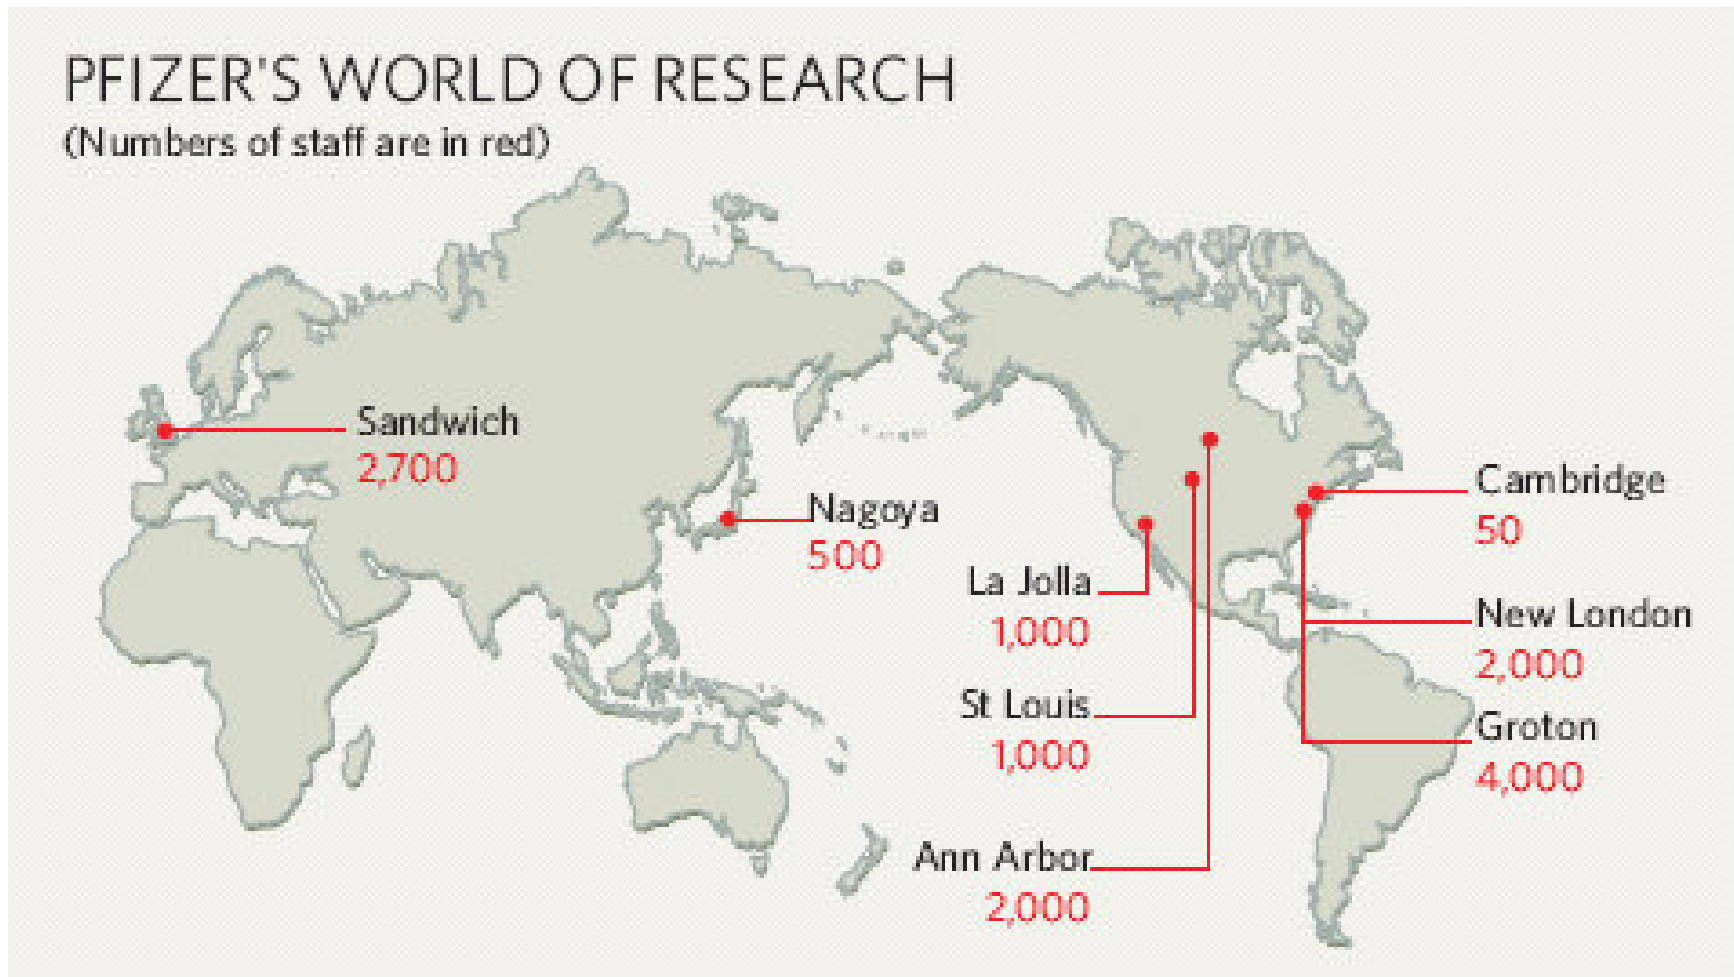 PFIZER'S WORLD OF RESEARCH
(Numbers of staff are in red)
Sandwich
2,700
Nagoya
500
La Jolla
1,000
St Louis
1,000
Ann Arbor
2,000
Cambridge
50
New London
2,000
Groton
4,000